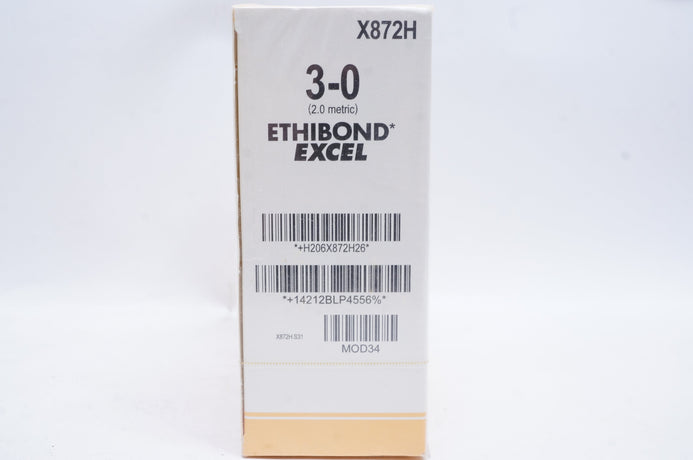 X872H
3-0
(2.0 metric)
ETHIBOND*
EXCEL
*+H206X872H26*
*+14212BLP4556%*
X872H.S31
MOD34